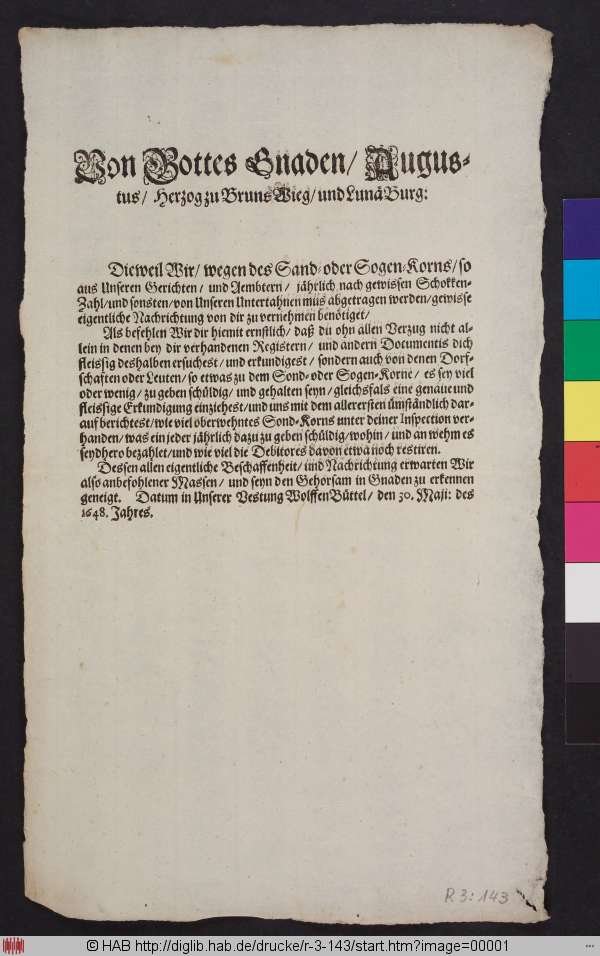 Von Gottes Gnaden/ Augus-
tus/ Herzog zu Bruns Wieg/ und LunäBurg:
Dieweil Wir/ wegen des Sand- oder Sogen-Korns/ so
aus Unseren Gerichten/ und Aembtern/ jährlich nach gewissen Schokken-
Zahl/ und sonsten/ von Unseren Untertahnen mus abgetragen werden/ gewisse
eigentliche Nachrichtung von dir zu vernehmen benötiget/
Als befehlen Wir dir hiemit ernstlich/ daß du ohn allen Verzug nicht al-
lein in denen bey dir verhandenen Registern/ und andern Documentis dich
fleissig deshalben ersuchest/ und erkundigest/ sondern auch von denen Dorf-
schaften oder Leuten/ so etwas zu dem Sond- oder Sogen-Korne/ es sey viel
oder wenig/ zu geben schuldig/ und gehalten seyn/ gleichsfals eine genaue und
fleissige Erkundigung einziehest/ und uns mit dem allerersten umständlich dar-
auf berichtest/ wie viel oberwehntes Sond-Korns unter deiner Inspection ver-
handen/ was ein jeder jährlich dazu zu geben schuldig/ wohin/ und an wehm es
seydhero bezahlet/ und wie viel die Debitores davon etwa noch restiren.
Dessen allen eigentliche Beschaffenheit/ und Nachrichtung erwarten Wir
also anbefohlener Massen/ und seyn den Gehorsam in Gnaden zu erkennen
geneigt. Datum in Unserer Vestung WolffenBüttel/ den 30. Maji: des
1648. Jahres.
R 3:143
© HAB http://diglib.hab.de/drucke/r-3-143/start.htm?image=00001